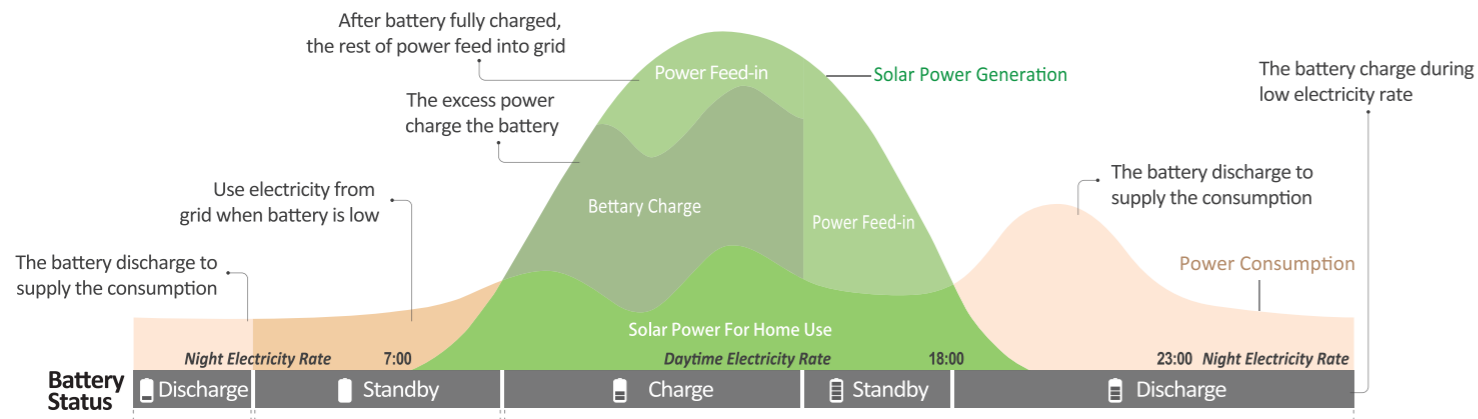 After battery fully charged,
the rest of power feed into grid
Power Feed-in
Solar Power Generation
The battery charge during
low electricity rate
The excess power
charge the battery
Use electricity from
grid when battery is low
Bettary Charge
Power Feed-in
The battery discharge to
supply the consumption
The battery discharge to
supply the consumption
Power Consumption
Solar Power For Home Use
Night Electricity Rate 7:00 Daytime Electricity Rate 18:00 23:00 Night Electricity Rate
Battery
Status
Discharge Standby Charge Standby Discharge